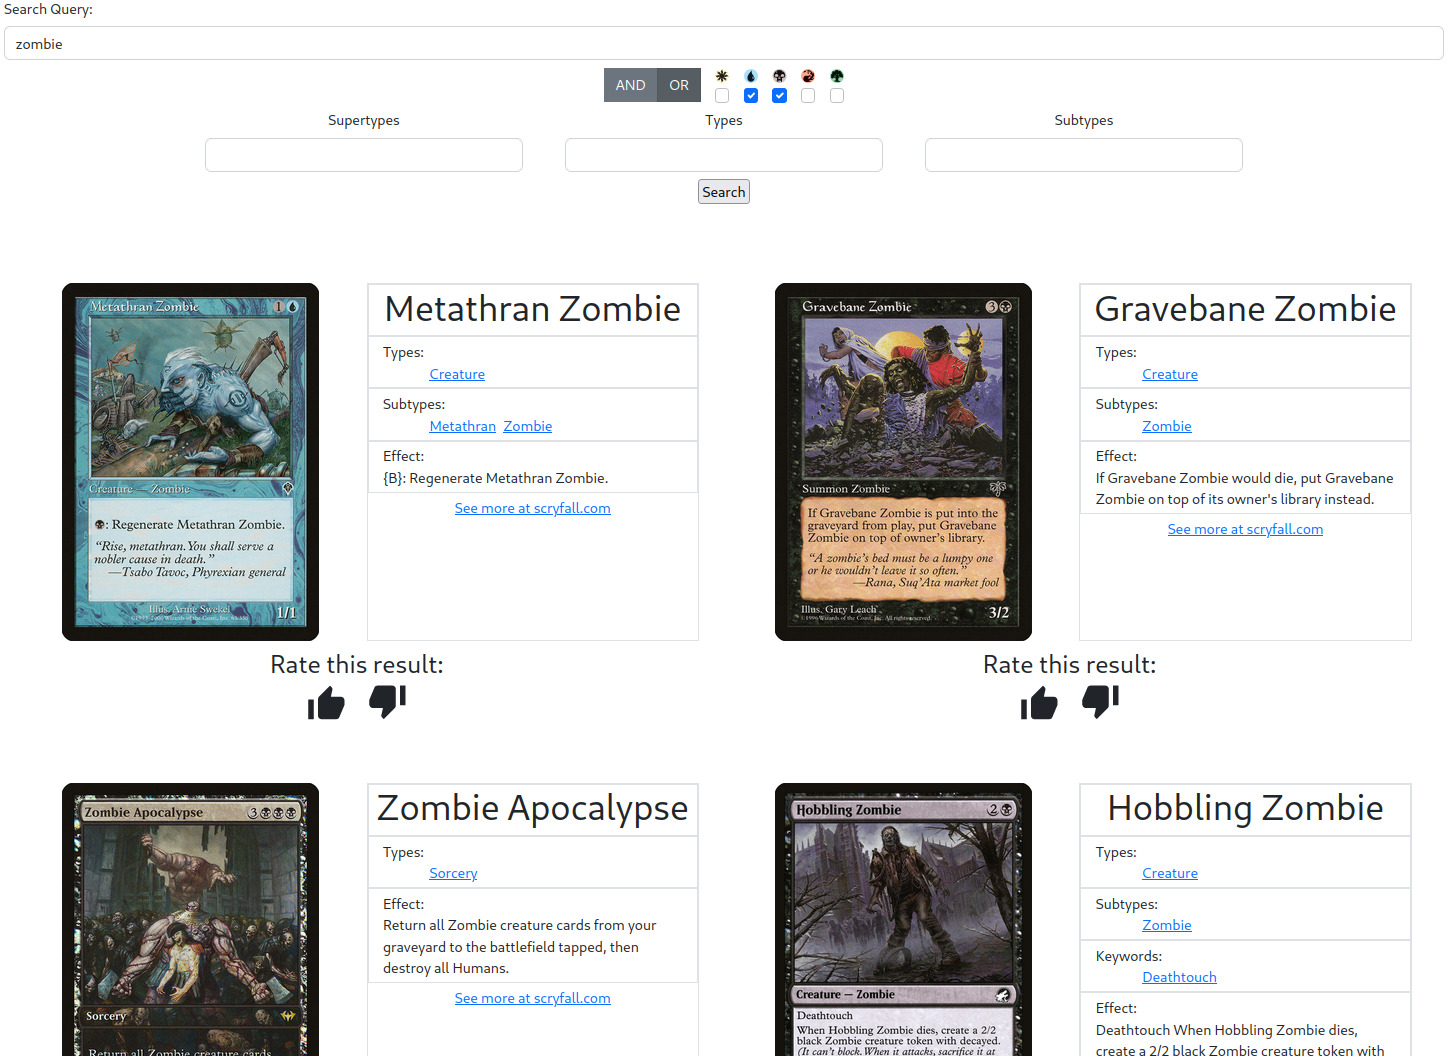 Search Query:
zombie
AND OR
Supertypes
Types
Subtypes
Search
Metathran Zombie 1
Creature — Zombie
: Regenerate Metathran Zombie.
“Rise, metathran. You shall serve a
nobler cause in death.”
—Tsabo Tavoc, Phyrexian general
Illus. Arnie Swekel
1/1
Metathran Zombie
Types:
Creature
Subtypes:
Metathran Zombie
Effect:
{B}: Regenerate Metathran Zombie.
See more at scryfall.com
Rate this result:
Gravebane Zombie 3
Summon Zombie
If Gravebane Zombie is put into the
graveyard from play, put Gravebane
Zombie on top of owner's library.
“A zombie's bed must be a lumpy one
or he wouldn't leave it so often.”
—Rana, Suq'Ata market fool
Illus. Gary Leach
3/2
Gravebane Zombie
Types:
Creature
Subtypes:
Zombie
Effect:
If Gravebane Zombie would die, put Gravebane
Zombie on top of its owner's library instead.
See more at scryfall.com
Rate this result:
Zombie Apocalypse 3
Sorcery
Return all Zombie creature cards
Zombie Apocalypse
Types:
Sorcery
Effect:
Return all Zombie creature cards from your
graveyard to the battlefield tapped, then
destroy all Humans.
See more at scryfall.com
Hobbling Zombie 2
Creature — Zombie
Deathtouch
When Hobbling Zombie dies, create a 2/2
black Zombie creature token with decayed.
(It can't block. When it attacks, sacrifice it at
Hobbling Zombie
Types:
Creature
Subtypes:
Zombie
Keywords:
Deathtouch
Effect:
Deathtouch When Hobbling Zombie dies,
create a 2/2 black Zombie creature token with